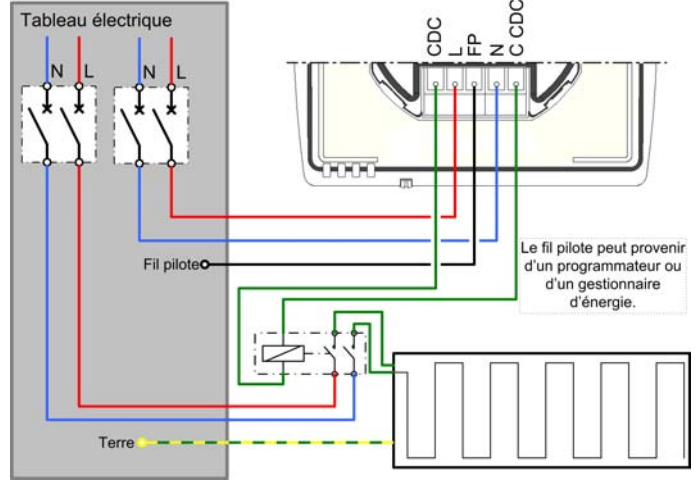 Tableau électrique
N L N L
CDC L FP N C CDC
Fil pilote
Le fil pilote peut provenir
d'un programmateur ou
d'un gestionnaire
d'énergie.
Terre